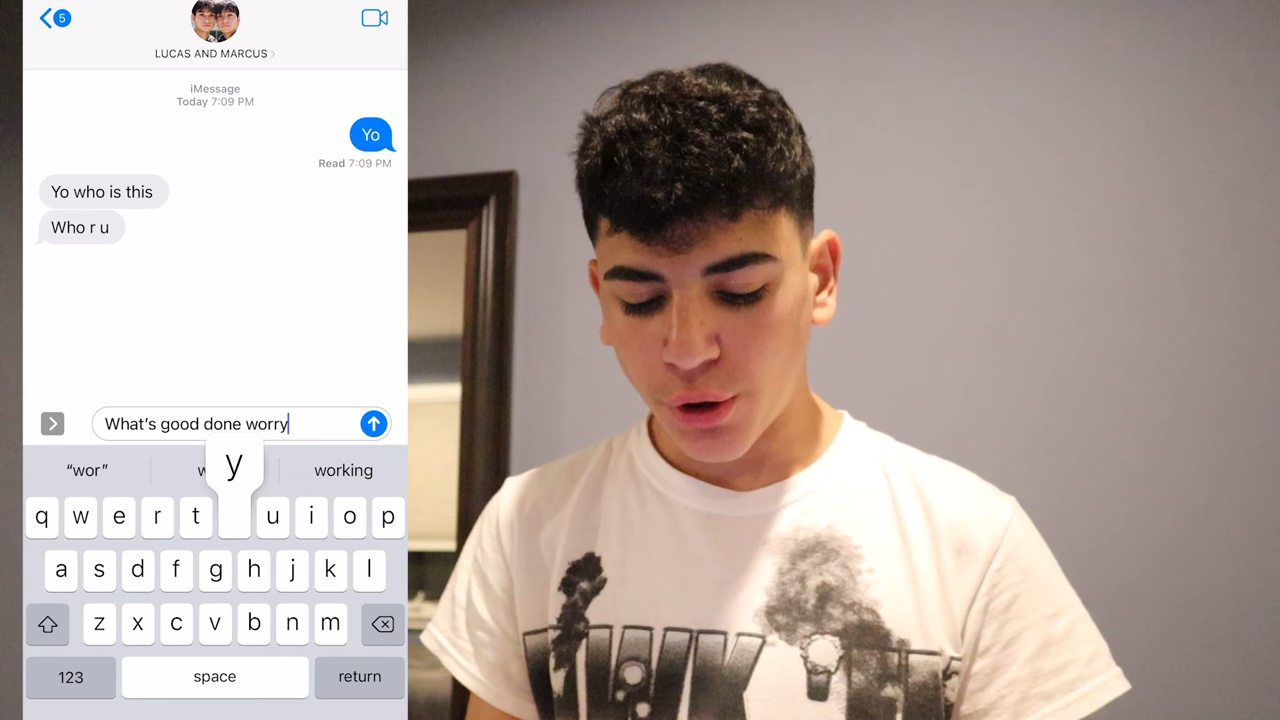 5
LUCAS AND MARCUS
iMessage
Today 7:09 PM
Yo
Read 7:09 PM
Yo who is this
Who r u
What's good done worry
“wor”
working
y
q w e r t u i o p
a s d f g h j k l
z x c v b n m
123 space return